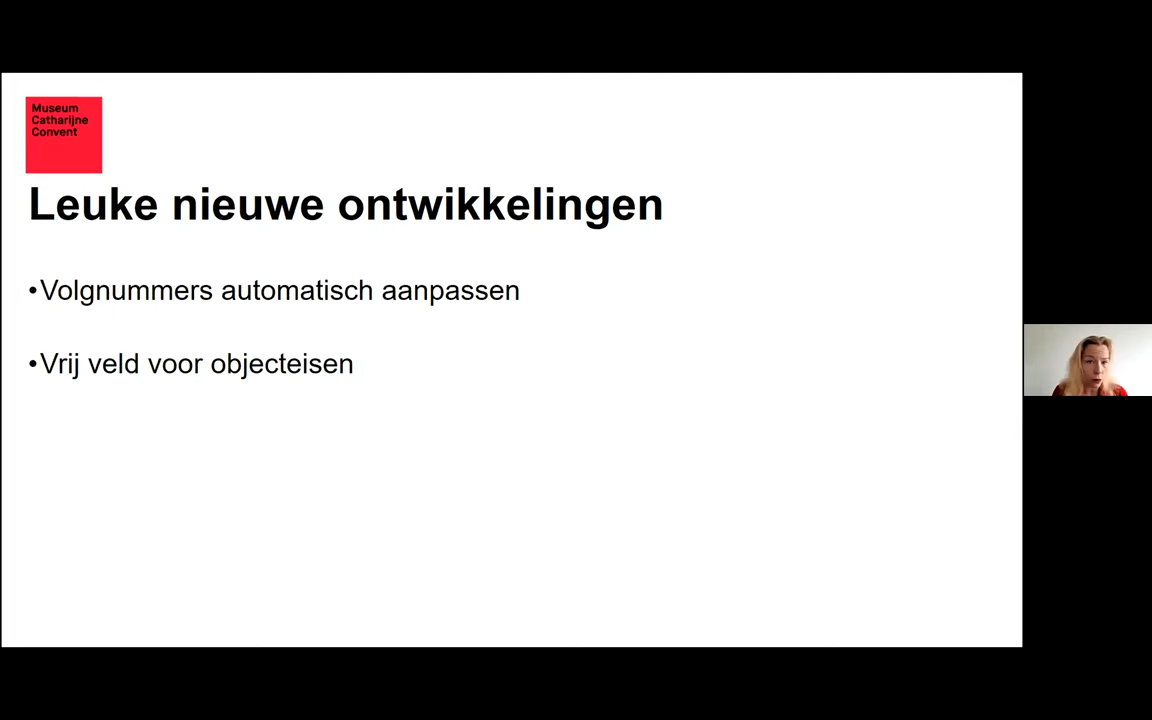 Museum
Catharijne
Convent
Leuke nieuwe ontwikkelingen
•Volgnummers automatisch aanpassen
•Vrij veld voor objecteisen